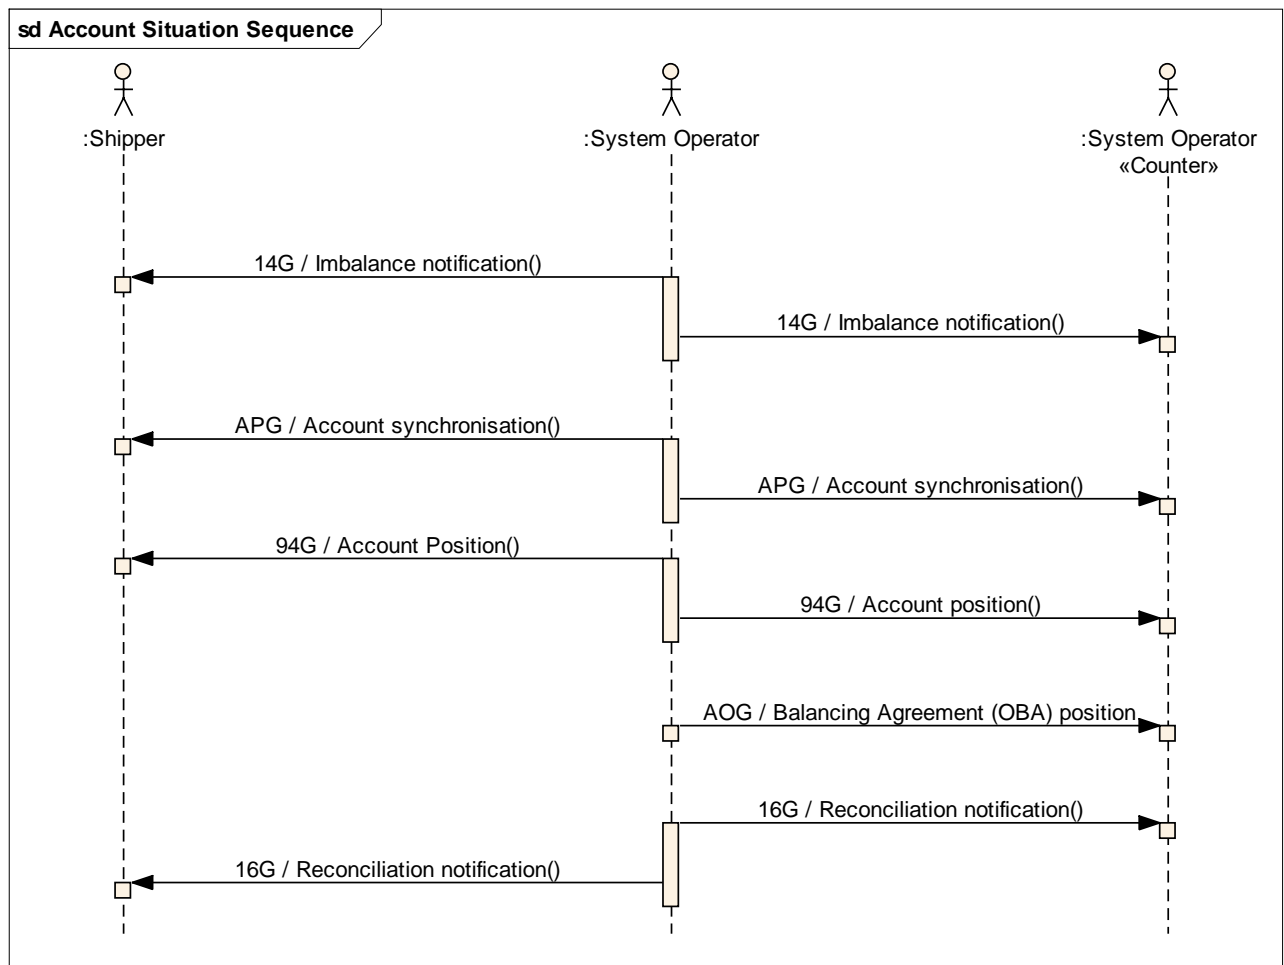 sd Account Situation Sequence
:Shipper
:System Operator
:System Operator
«Counter»
14G / Imbalance notification()
14G / Imbalance notification()
APG / Account synchronisation()
APG / Account synchronisation()
94G / Account Position()
94G / Account position()
AOG / Balancing Agreement (OBA) position
16G / Reconciliation notification()
16G / Reconciliation notification()